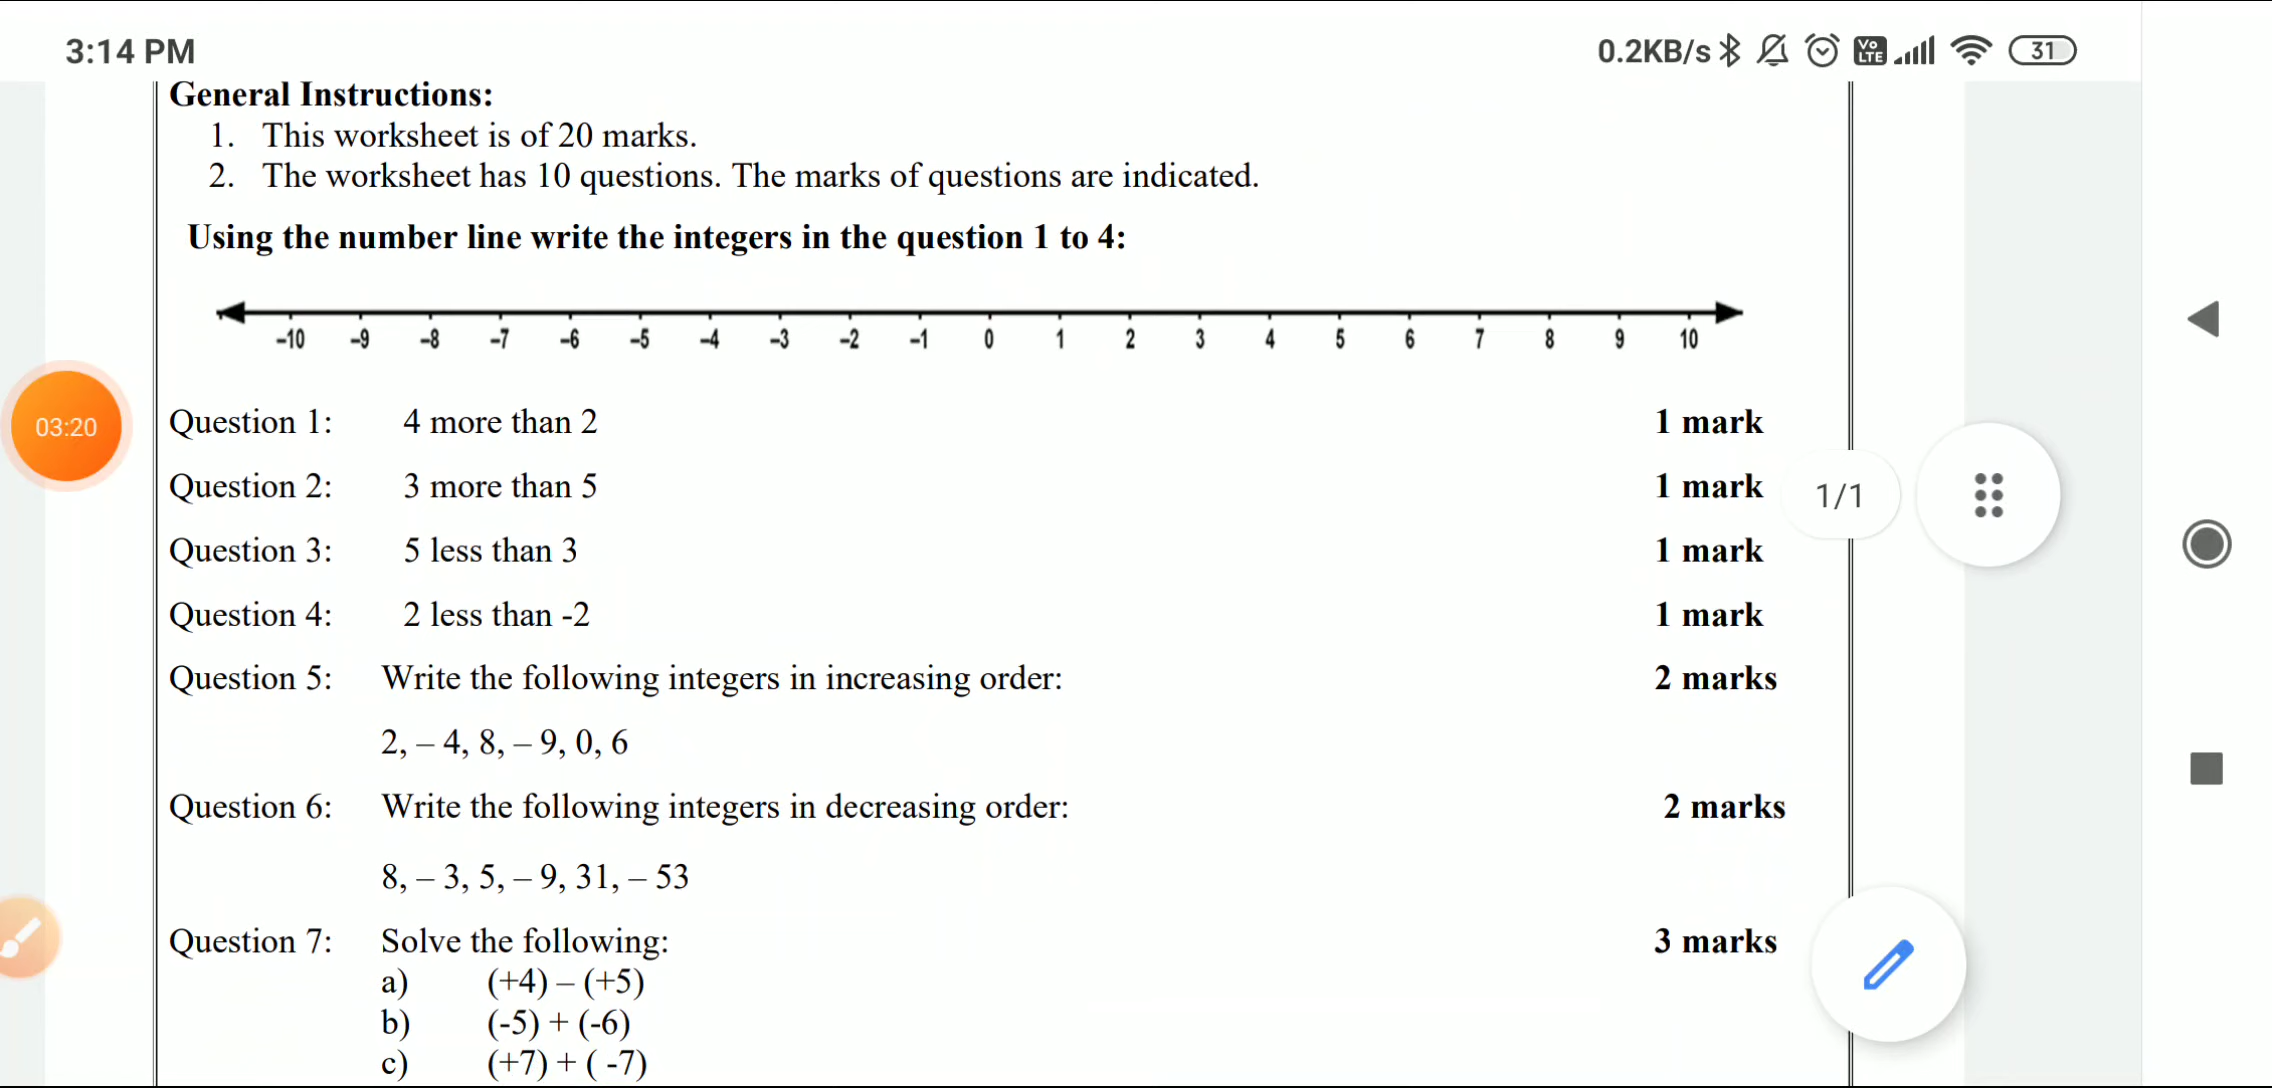 3:14 PM 0.2KB/s Vo LTE 31
General Instructions:
1. This worksheet is of 20 marks.
2. The worksheet has 10 questions. The marks of questions are indicated.
Using the number line write the integers in the question 1 to 4:
–10 –9 –8 –7 –6 –5 –4 –3 –2 –1 0 1 2 3 4 5 6 7 8 9 10
03:20
Question 1: 4 more than 2 1 mark
Question 2: 3 more than 5 1 mark
1/1
Question 3: 5 less than 3 1 mark
Question 4: 2 less than -2 1 mark
Question 5: Write the following integers in increasing order: 2 marks
2, – 4, 8, – 9, 0, 6
Question 6: Write the following integers in decreasing order: 2 marks
8, – 3, 5, – 9, 31, – 53
Question 7: Solve the following: 3 marks
a) (+4) – (+5)
b) (-5) + (-6)
c) (+7) + ( -7)